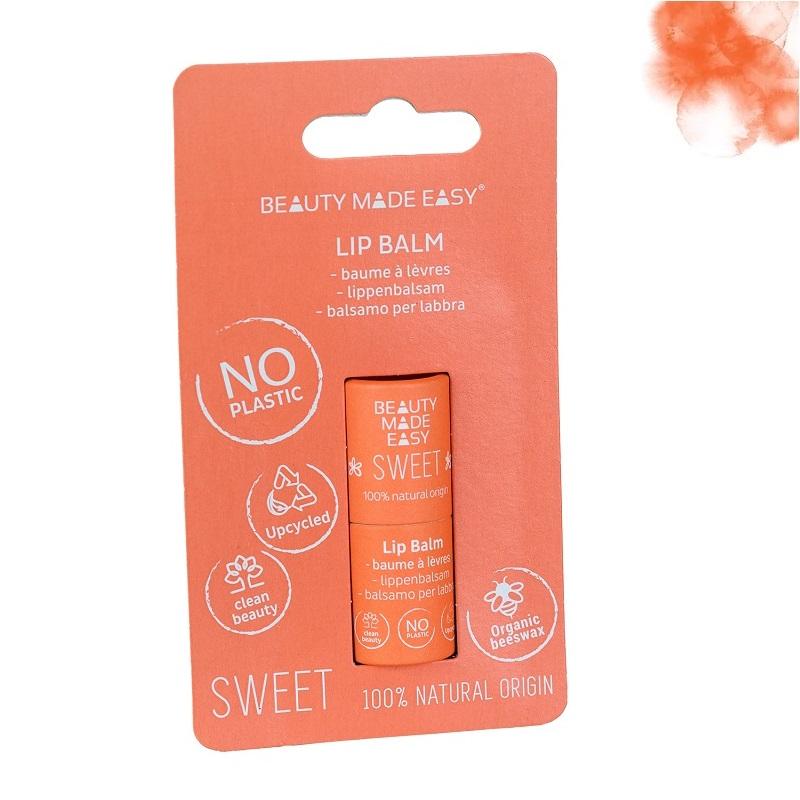 BEAUTY MADE EASY®
LIP BALM
- baume à lèvres
- lippenbalsam
- balsamo per labbra
NO
PLASTIC
Upcycled
clean
beauty
BEAUTY
MADE
EASY
SWEET
100% natural origin
Lip Balm
- baume à lèvres
- lippenbalsam
- balsamo per labbra
clean
beauty
NO
PLASTIC
Organic
beeswax
SWEET
100% NATURAL ORIGIN